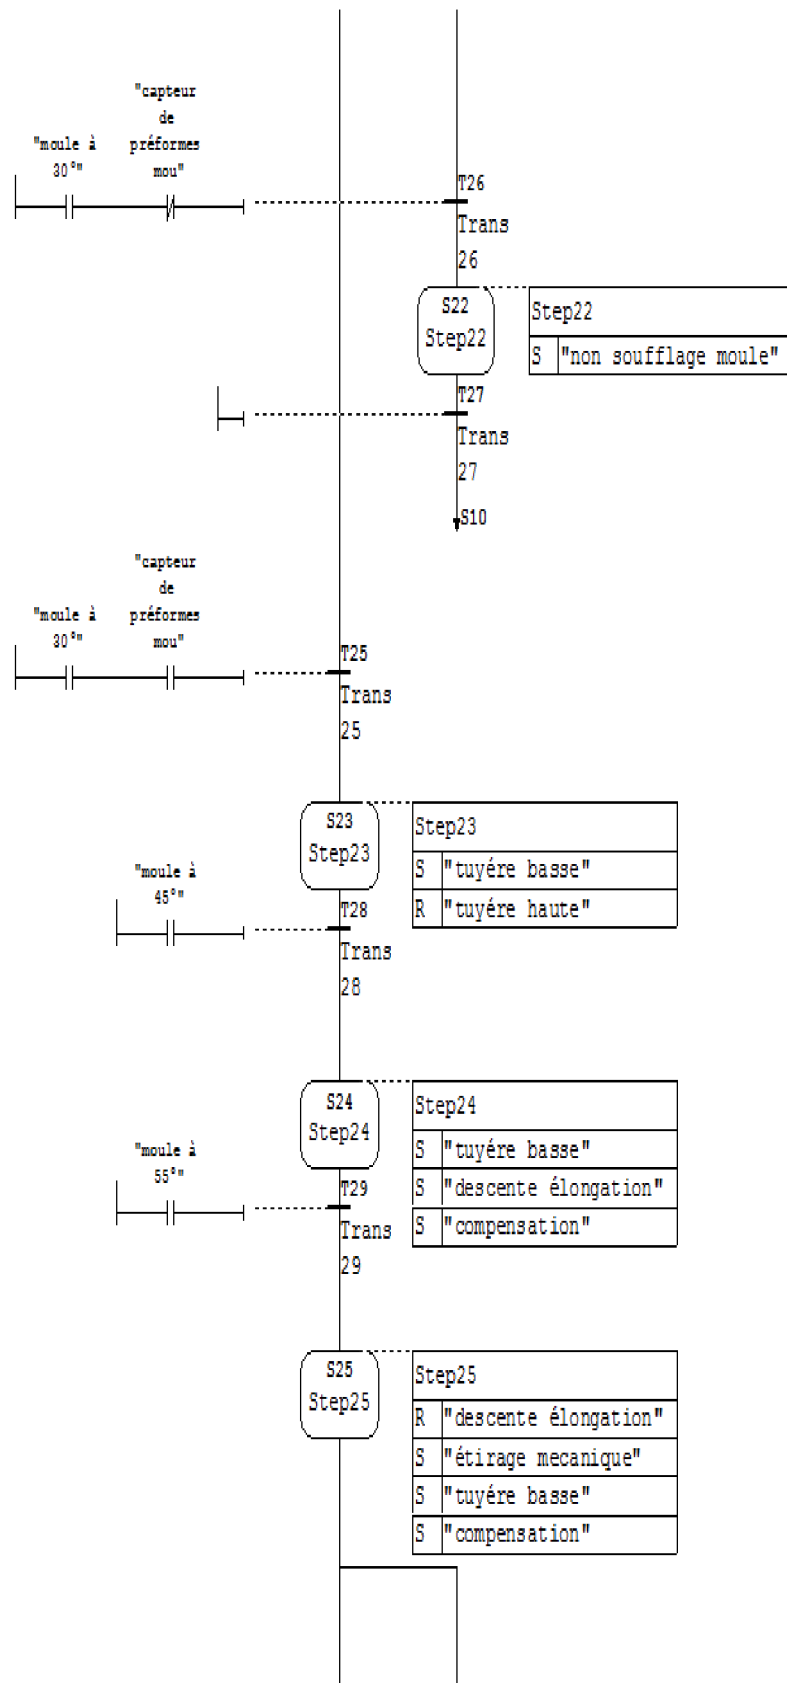 "capteur
de
préformes
mou"
"moule à
30°"
T26
Trans
26
S22
Step22
Step22
S "non soufflage moule"
T27
Trans
27
S10
"capteur
de
préformes
mou"
"moule à
30°"
T25
Trans
25
S23
Step23
Step23
S "tuyére basse"
R "tuyére haute"
"moule à
45°"
T28
Trans
28
S24
Step24
Step24
S "tuyére basse"
S "descente élongation"
S "compensation"
"moule à
55°"
T29
Trans
29
S25
Step25
Step25
R "descente élongation"
S "étirage mecanique"
S "tuyére basse"
S "compensation"